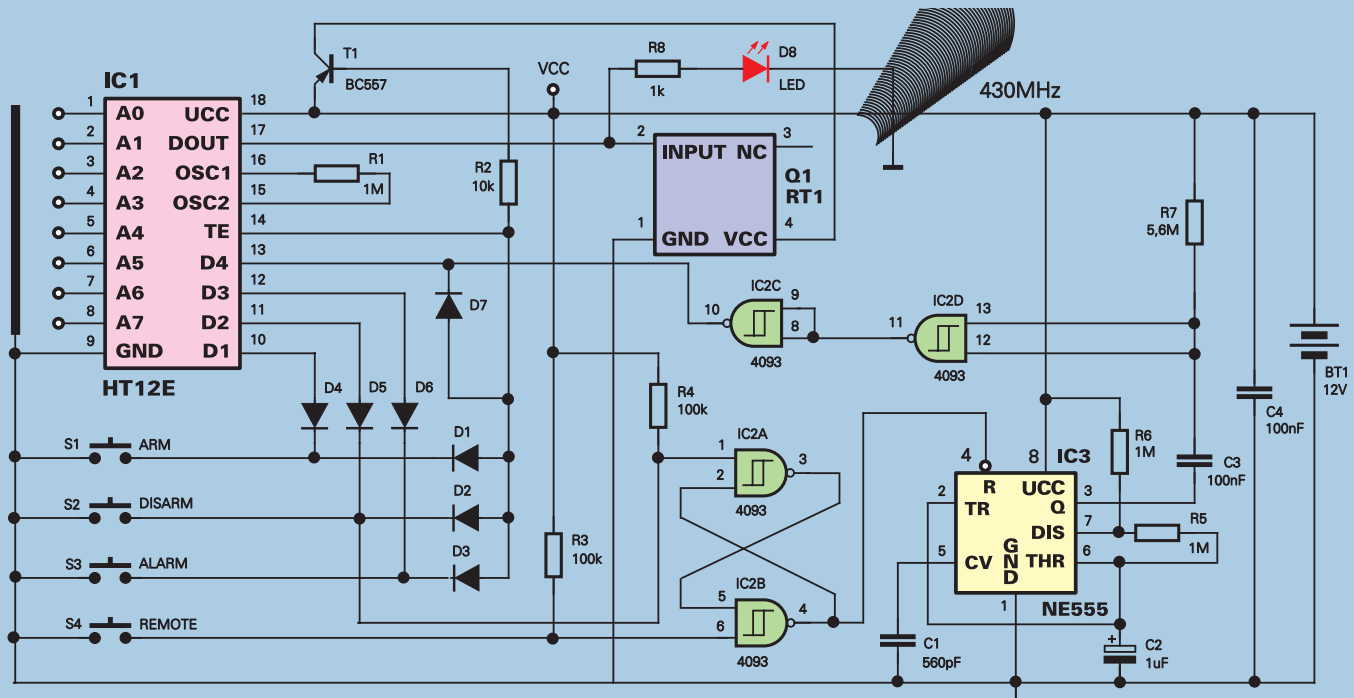 T1
BC557
R8
1k
D8
LED
VCC
430MHz
IC1
1 A0 UCC 18
2 A1 DOUT 17
3 A2 OSC1 16
4 A3 OSC2 15
5 A4 TE 14
6 A5 D4 13
7 A6 D3 12
8 A7 D2 11
9 GND D1 10
HT12E
R1
1M
R2
10k
2 INPUT NC 3
1 GND VCC 4
Q1
RT1
R7
5,6M
D7
IC2C
10
9
8
4093
IC2D
11
13
12
4093
BT1
12V
C4
100nF
D4
D5
D6
R4
100k
S1
ARM
D1
S2
DISARM
D2
S3
ALARM
D3
S4
REMOTE
R3
100k
IC2A
1
2
3
4093
IC2B
5
6
4
4093
4
8
IC3
R UCC
2 TR Q 3
DIS 7
5 CV GND THR 6
1
NE555
R6
1M
C3
100nF
R5
1M
C1
560pF
+
C2
1uF